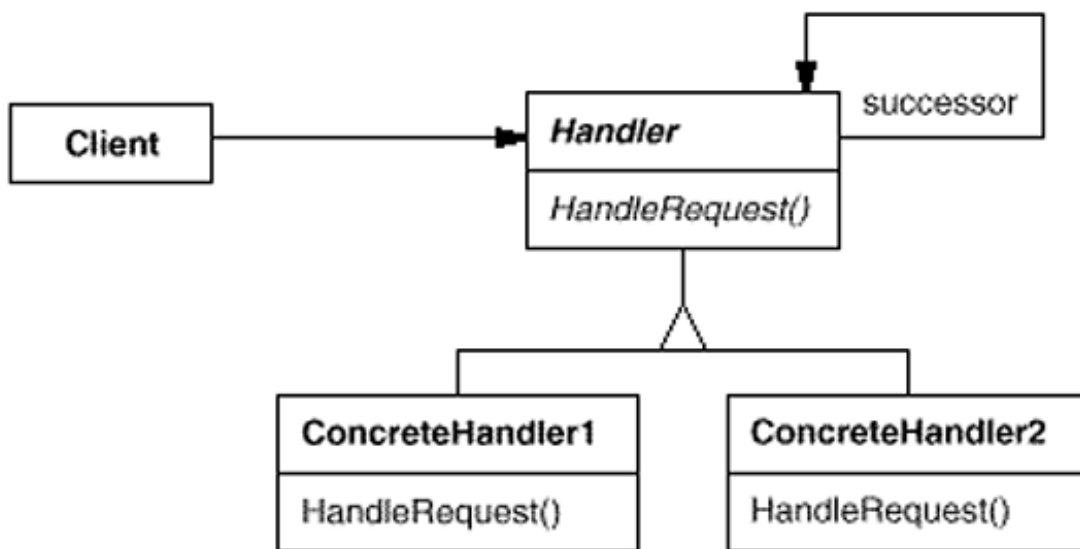 successor
Client
Handler
HandleRequest()
ConcreteHandler1
ConcreteHandler2
HandleRequest()
HandleRequest()